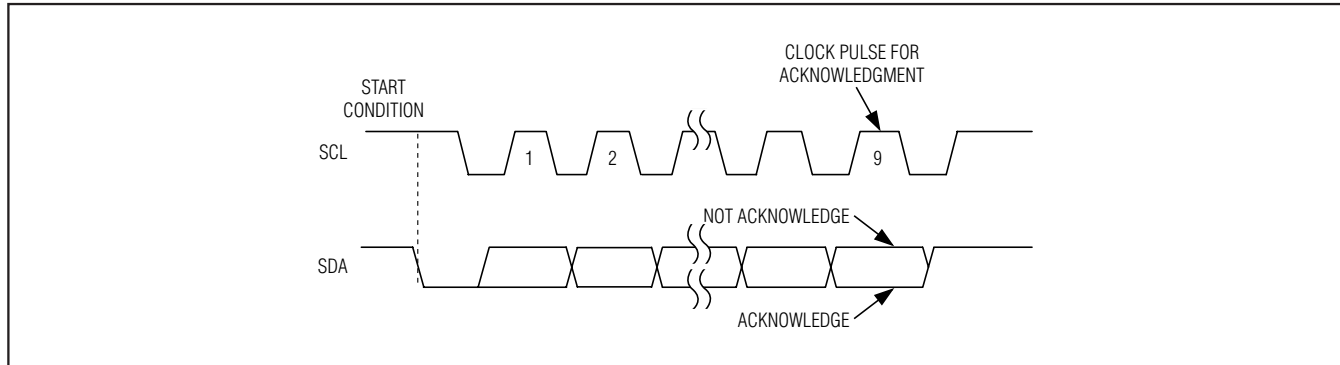 CLOCK PULSE FOR
ACKNOWLEDGMENT
START
CONDITION
SCL
1
2
9
NOT ACKNOWLEDGE
SDA
ACKNOWLEDGE